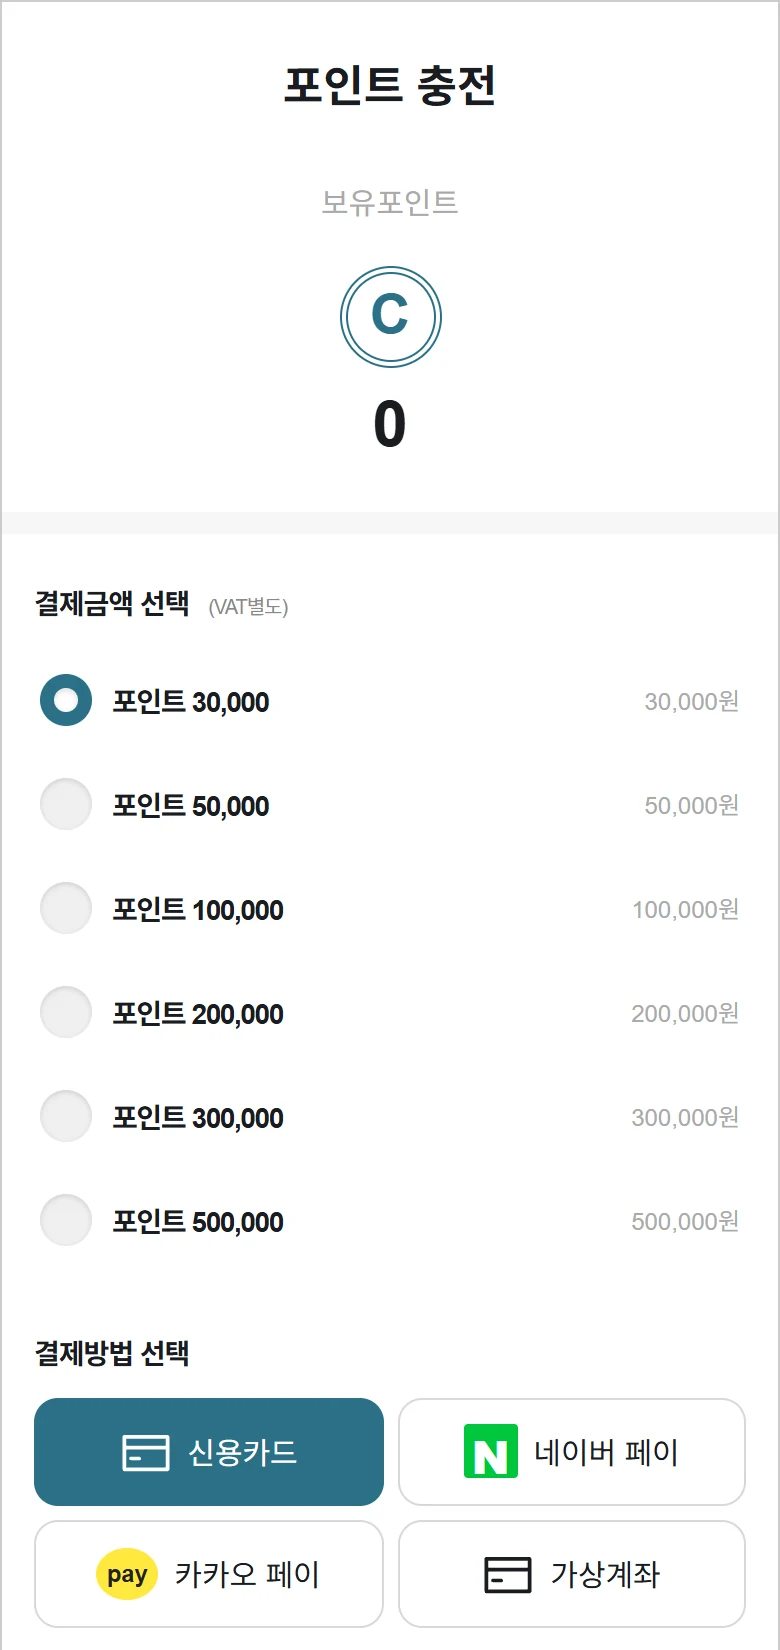 포인트 충전
보유포인트
C
0
결제금액 선택 (VAT별도)
포인트 30,000 30,000원
포인트 50,000 50,000원
포인트 100,000 100,000원
포인트 200,000 200,000원
포인트 300,000 300,000원
포인트 500,000 500,000원
결제방법 선택
신용카드 N 네이버 페이
pay 카카오 페이 가상계좌